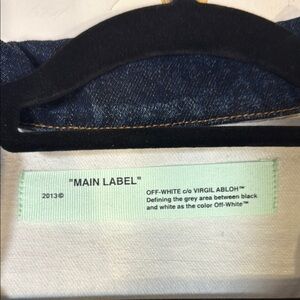 "MAIN LABEL"
2013©
OFF-WHITE c/o VIRGIL ABLOH™
Defining the grey area between black
and white as the color Off-White™